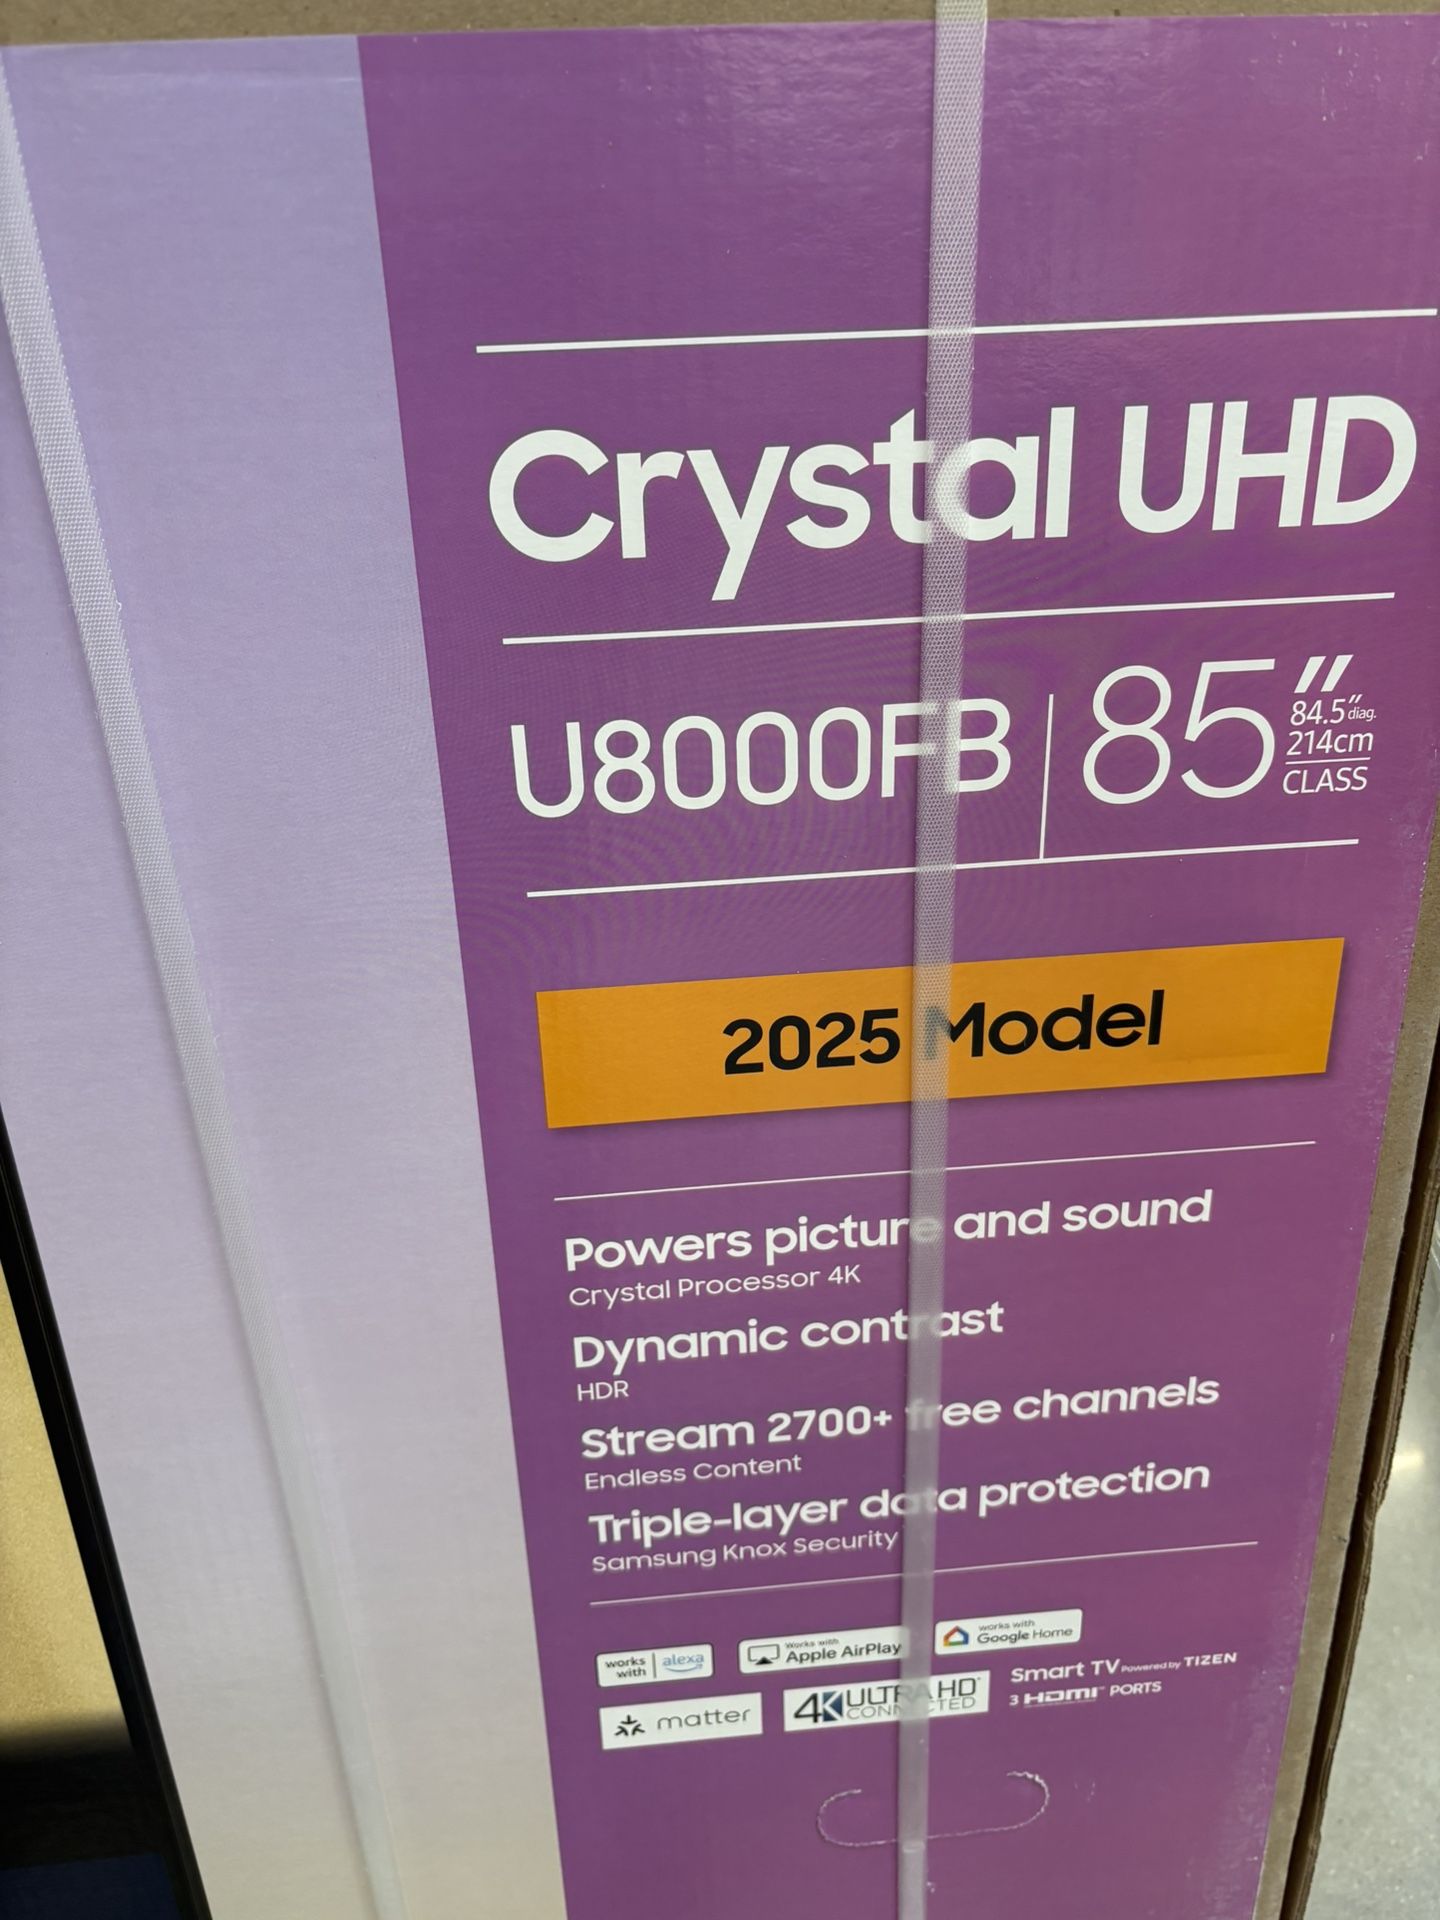 Crystal UHD
U8000FB
85"
84.5" diag.
214cm
CLASS
2025 Model
Powers picture and sound
Crystal Processor 4K
Dynamic contrast
HDR
Stream 2700+ free channels
Endless Content
Triple-layer data protection
Samsung Knox Security
works with alexa
Works with Apple AirPlay
works with Google Home
matter
4K ULTRA HD CONNECTED
Smart TV Powered by TIZEN
3 HDMI™ PORTS